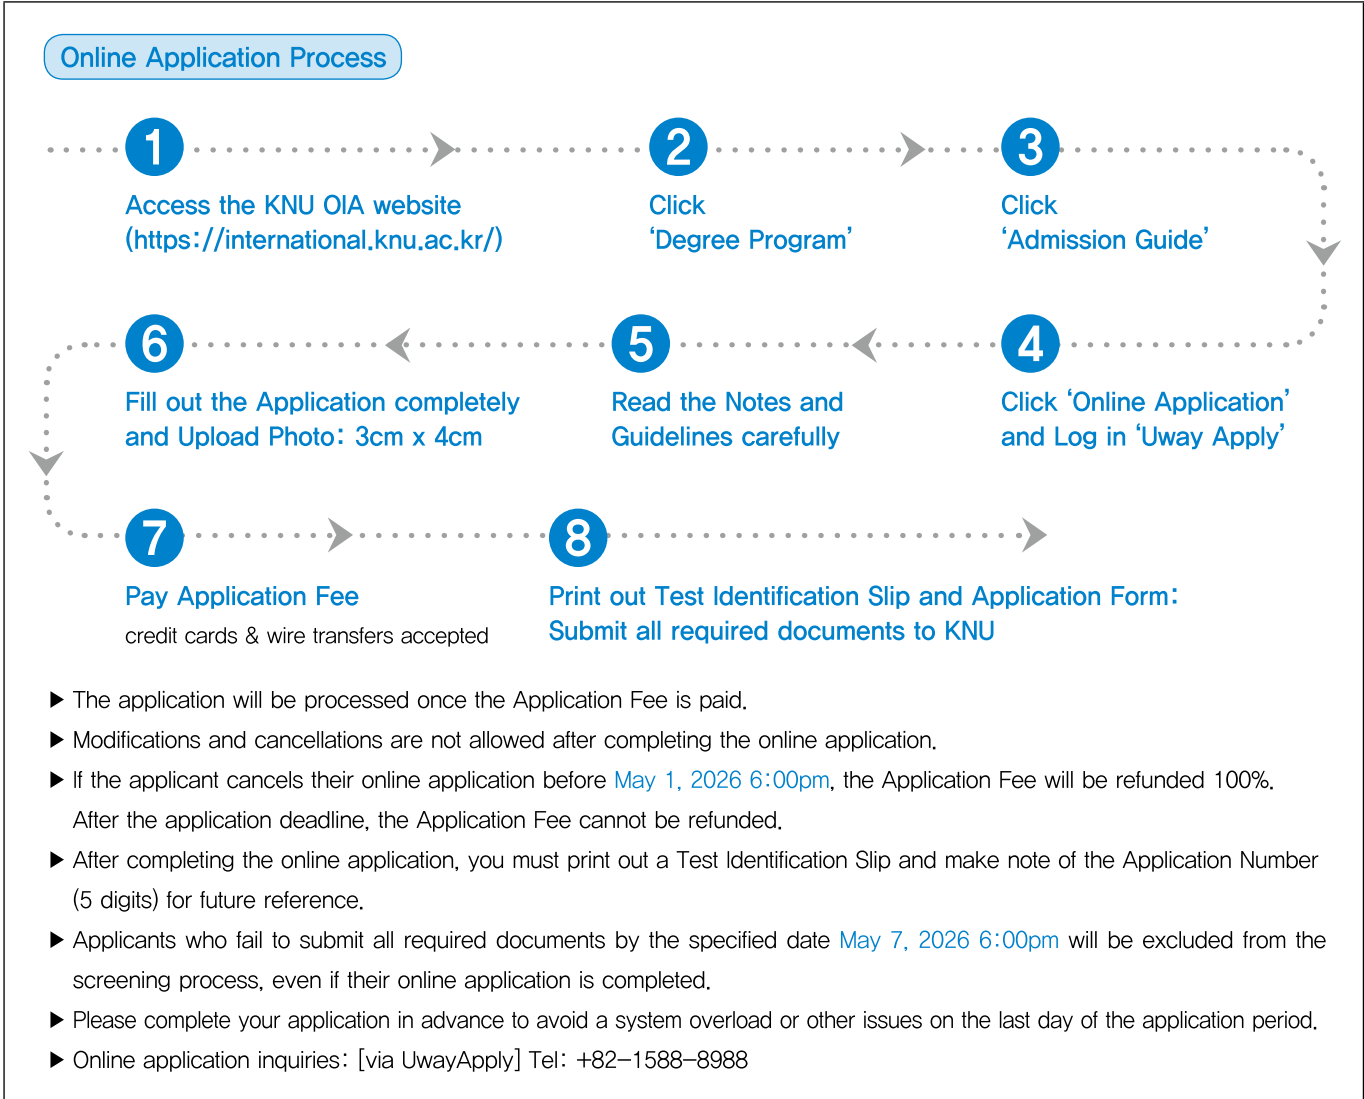 Online Application Process
1
2
3
Access the KNU OIA website
(https://international.knu.ac.kr/)
Click
‘Degree Program’
Click
‘Admission Guide’
6
5
4
Fill out the Application completely
and Upload Photo: 3cm x 4cm
Read the Notes and
Guidelines carefully
Click ‘Online Application’
and Log in ‘Uway Apply’
7
8
Pay Application Fee
credit cards & wire transfers accepted
Print out Test Identification Slip and Application Form:
Submit all required documents to KNU
▶ The application will be processed once the Application Fee is paid.
▶ Modifications and cancellations are not allowed after completing the online application.
▶ If the applicant cancels their online application before May 1, 2026 6:00pm, the Application Fee will be refunded 100%.
After the application deadline, the Application Fee cannot be refunded.
▶ After completing the online application, you must print out a Test Identification Slip and make note of the Application Number
(5 digits) for future reference.
▶ Applicants who fail to submit all required documents by the specified date May 7, 2026 6:00pm will be excluded from the
screening process, even if their online application is completed.
▶ Please complete your application in advance to avoid a system overload or other issues on the last day of the application period.
▶ Online application inquiries: [via UwayApply] Tel: +82-1588-8988